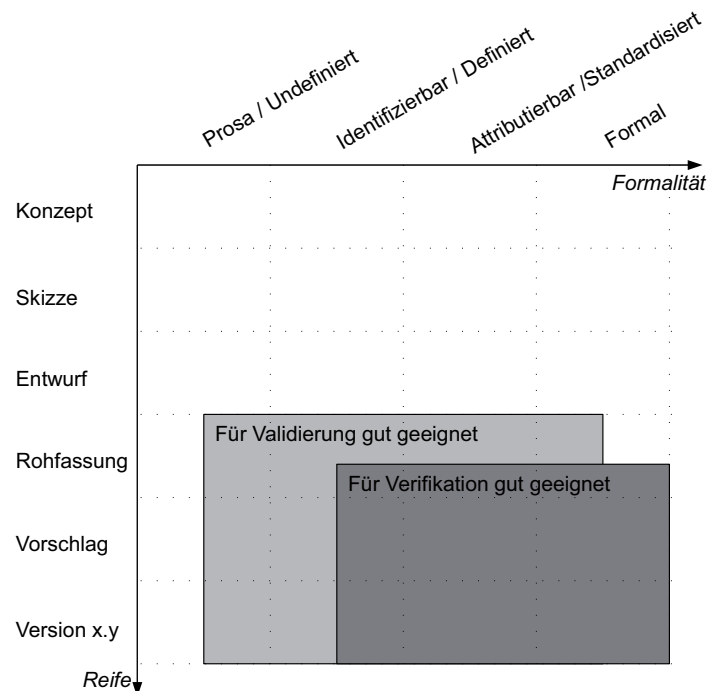 Prosa / Undefiniert
Identifizierbar / Definiert
Attributierbar /Standardisiert
Formal
Formalität
Konzept
Skizze
Entwurf
Für Validierung gut geeignet
Rohfassung
Für Verifikation gut geeignet
Vorschlag
Version x.y
Reife